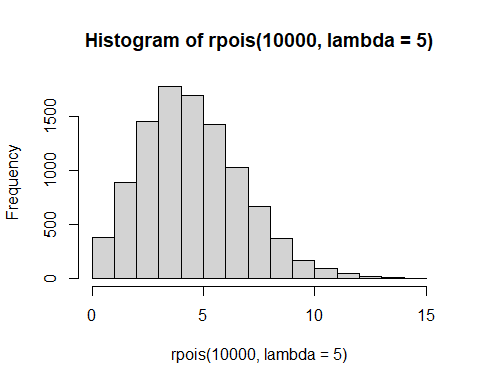 Histogram of rpois(10000, lambda = 5)
Frequency
1500
1000
500
0
0 5 10 15
rpois(10000, lambda = 5)